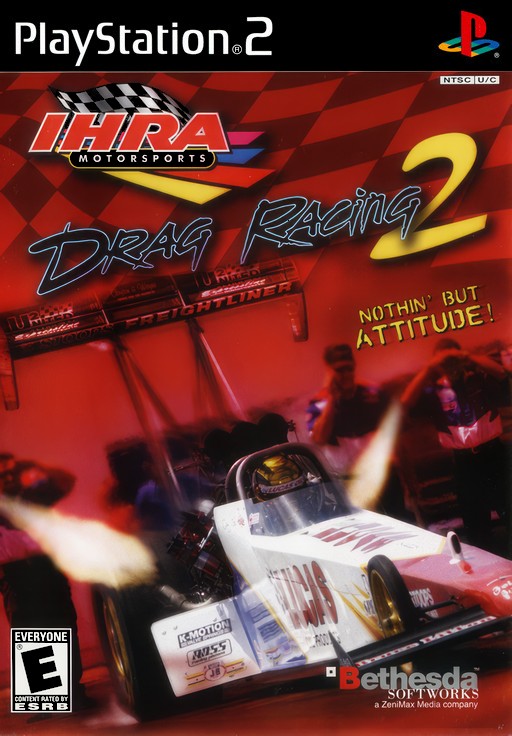 PlayStation®2
NTSC U/C
IHRA
MOTORSPORTS
DRAG RACING 2
NOTHIN' BUT
ATTITUDE!
FREIGHTLINER
K-MOTION
EVERYONE
E
CONTENT RATED BY
ESRB
Bethesda
SOFTWORKS
a ZeniMax Media company